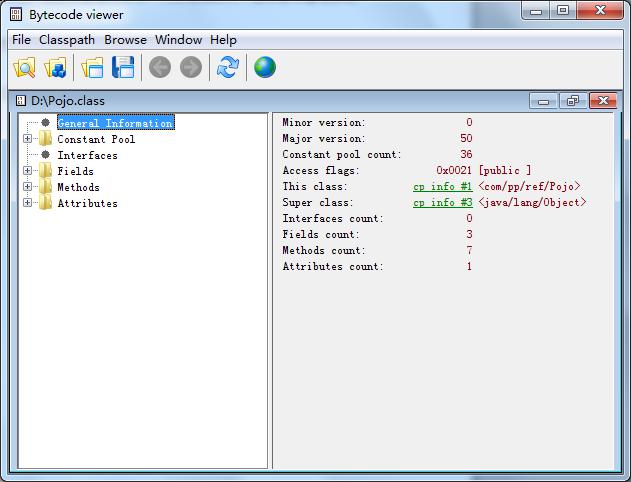 Bytecode viewer
File Classpath Browse Window Help
D:\Pojo.class
General Information
Constant Pool
Interfaces
Fields
Methods
Attributes
Minor version: 0
Major version: 50
Constant pool count: 36
Access flags: 0x0021 [public ]
This class: cp info #1 <com/pp/ref/Pojo>
Super class: cp info #3 <java/lang/Object>
Interfaces count: 0
Fields count: 3
Methods count: 7
Attributes count: 1